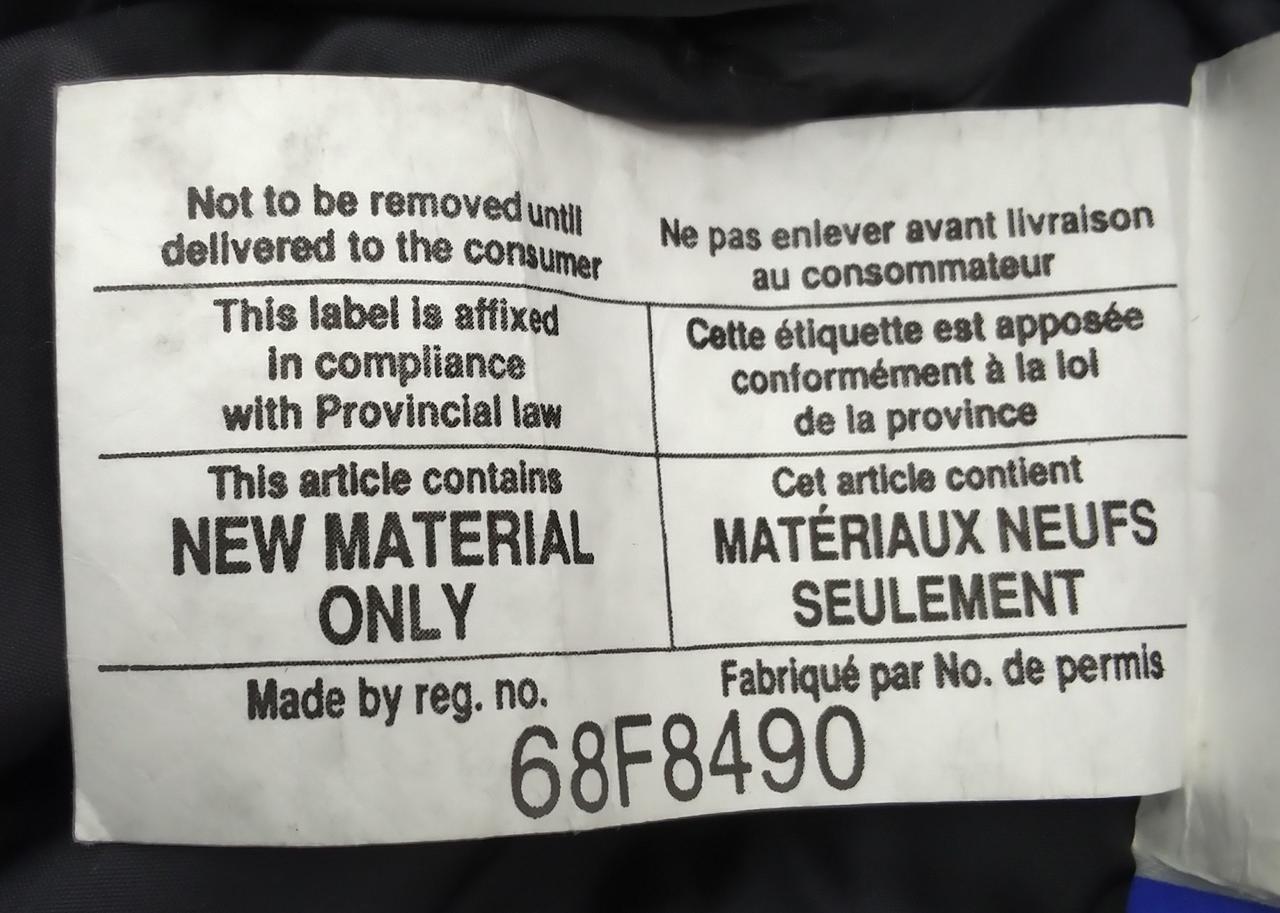 Not to be removed until
delivered to the consumer
Ne pas enlever avant livraison
au consommateur
This label is affixed
in compliance
with Provincial law
Cette étiquette est apposée
conformément à la loi
de la province
This article contains
NEW MATERIAL
ONLY
Cet article contient
MATÉRIAUX NEUFS
SEULEMENT
Made by reg. no.
Fabriqué par No. de permis
68F8490